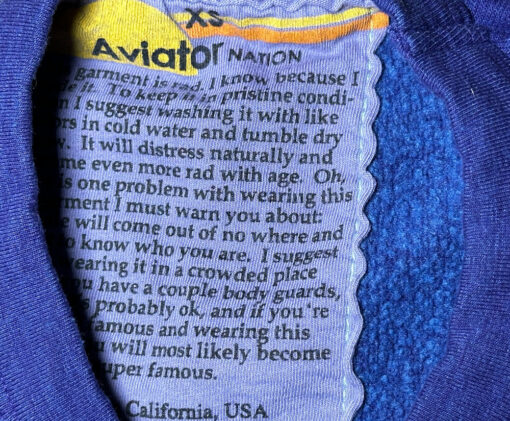 XS
Aviator NATION
garment is rad. I know because I
it. To keep it in pristine condi-
I suggest washing it with like
in cold water and tumble dry
It will distress naturally and
even more rad with age. Oh,
is one problem with wearing this
I must warn you about:
will come out of no where and
know who you are. I suggest
wearing it in a crowded place
have a couple body guards,
probably ok, and if you're
famous and wearing this
will most likely become
super famous.
California, USA